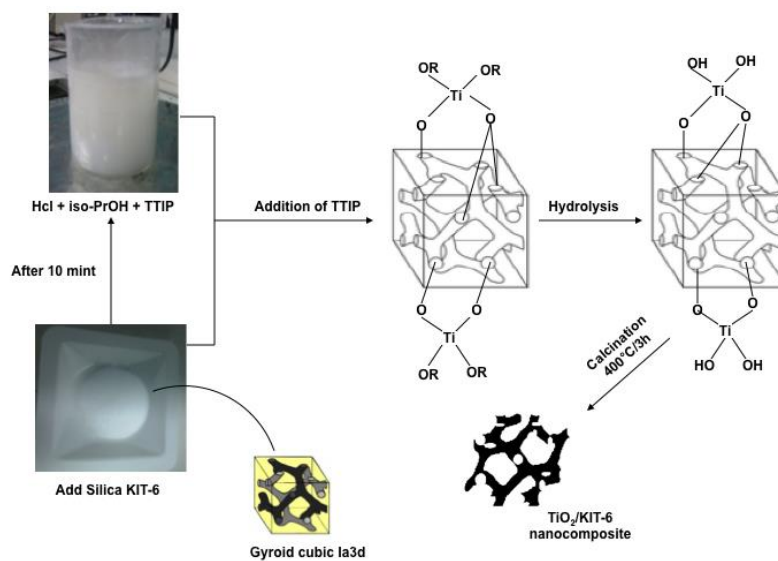 Hcl + iso-PrOH + TTIP
After 10 mint
Add Silica KIT-6
Gyroid cubic Ia3d
Addition of TTIP
OR
OR
Ti
O
O
O
O
Ti
OR
OR
Hydrolysis
OH
OH
Ti
O
O
O
O
Ti
HO
OH
Calcination
400°C/3h
TiO₂/KIT-6
nanocomposite